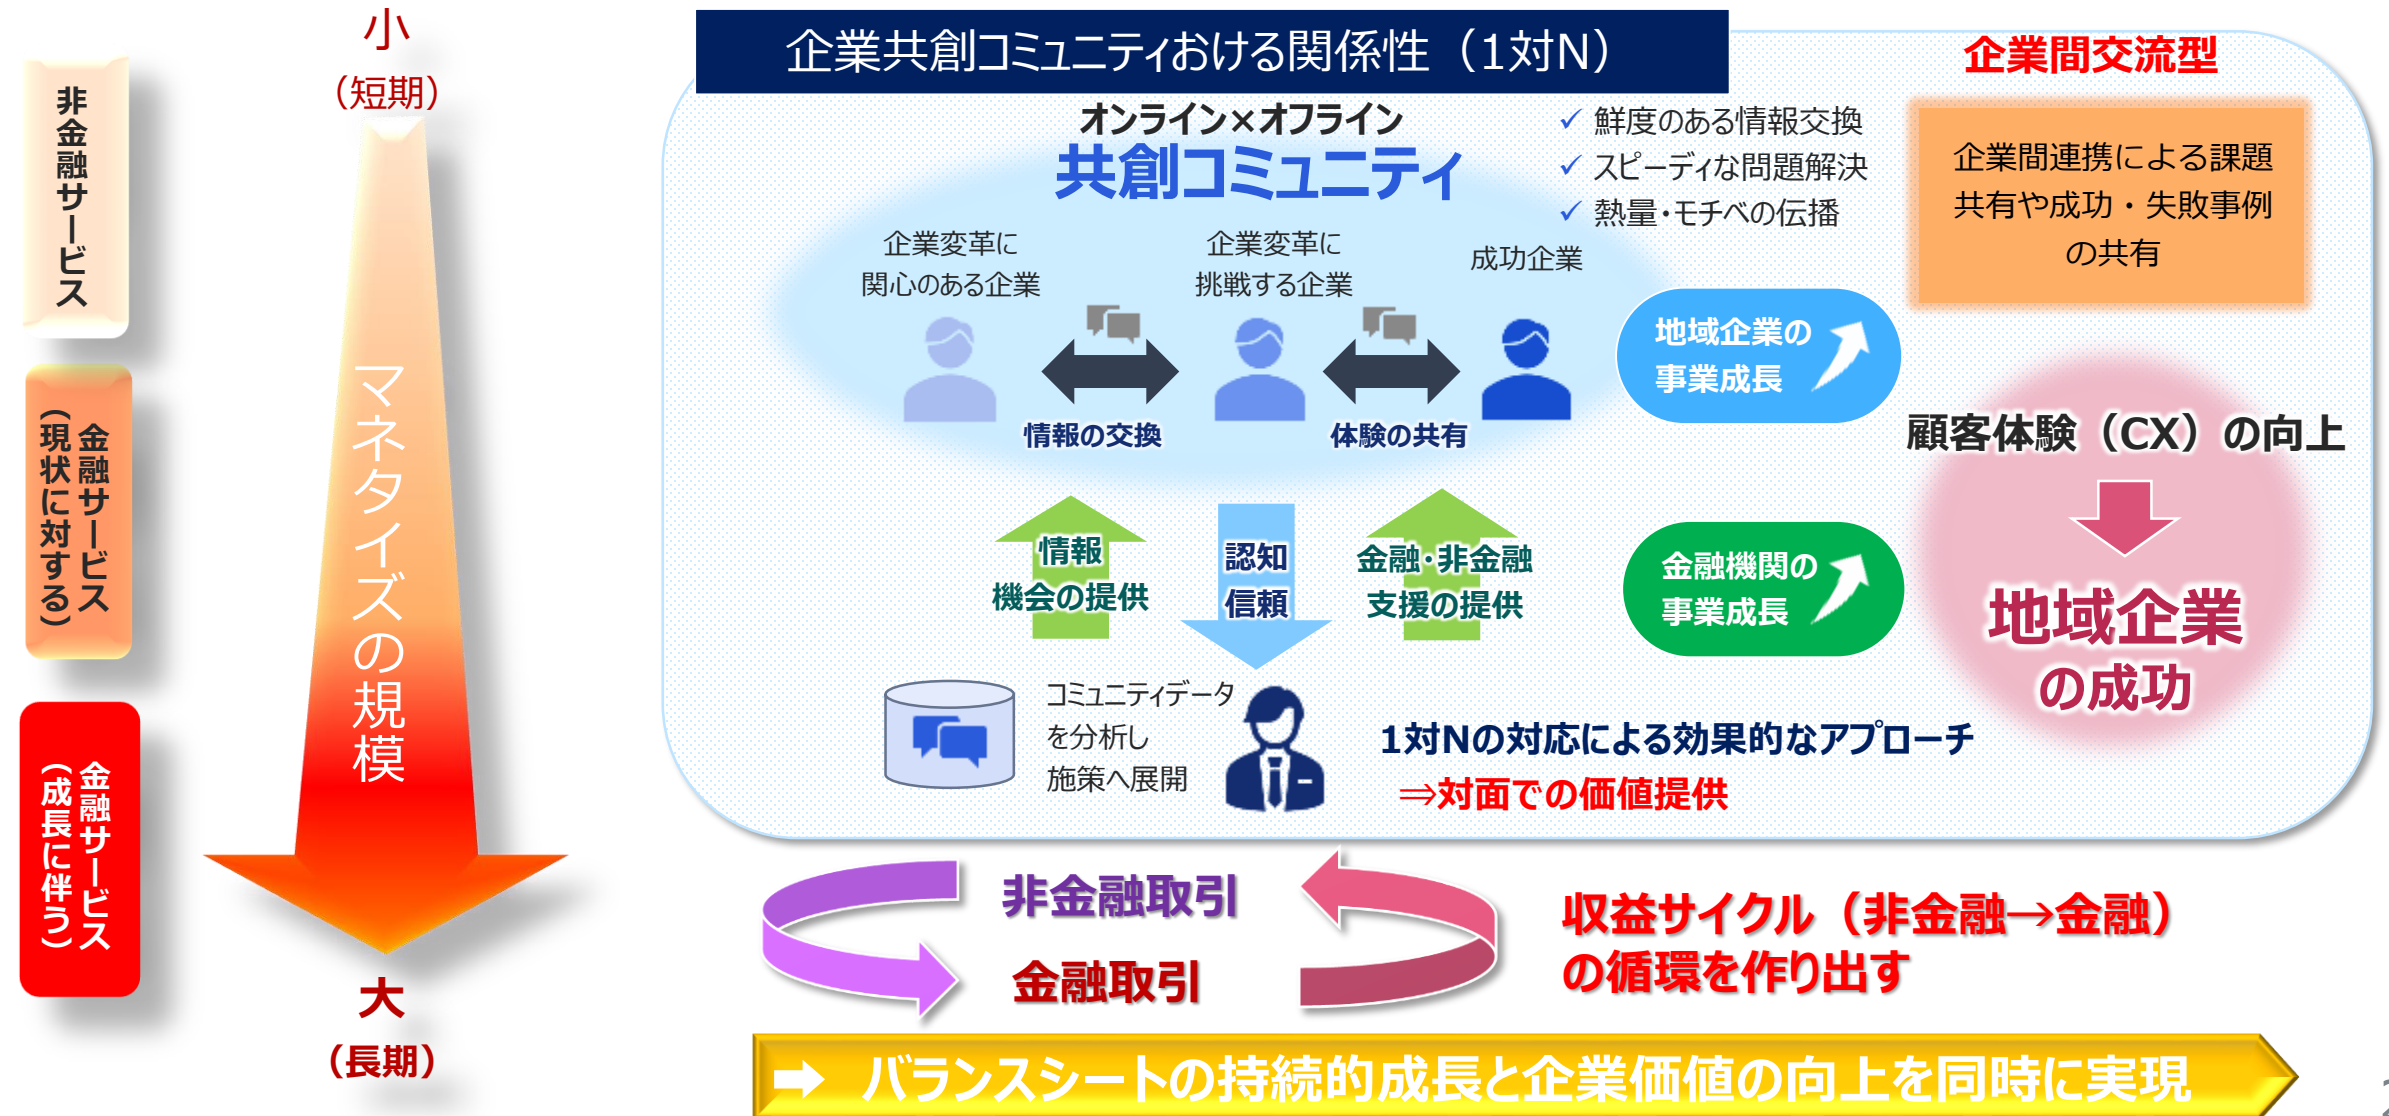 小
（短期）
非金融サービス
金融サービス
（現状に対する）
金融サービス
（成長に伴う）
マネタイズの規模
大
（長期）
企業共創コミュニティおける関係性（1対N）
オンライン×オフライン
共創コミュニティ
✓ 鮮度のある情報交換
✓ スピーディな問題解決
✓ 熱量・モチベの伝播
企業変革に
関心のある企業
企業変革に
挑戦する企業
成功企業
情報の交換
体験の共有
情報
機会の提供
認知
信頼
金融・非金融
支援の提供
コミュニティデータ
を分析し
施策へ展開
1対Nの対応による効果的なアプローチ
⇒対面での価値提供
地域企業の
事業成長
金融機関の
事業成長
企業間交流型
企業間連携による課題
共有や成功・失敗事例
の共有
顧客体験（CX）の向上
地域企業
の成功
非金融取引
金融取引
収益サイクル（非金融→金融）
の循環を作り出す
バランスシートの持続的成長と企業価値の向上を同時に実現